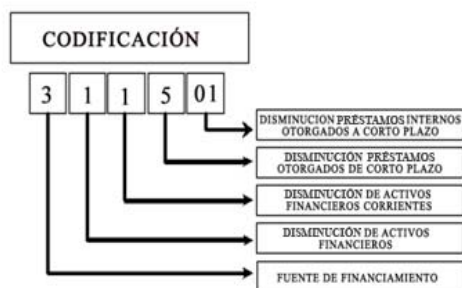 CODIFICACIÓN
3 1 1 5 01
DISMINUCION PRÉSTAMOS INTERNOS
OTORGADOS A CORTO PLAZO
DISMINUCIÓN PRÉSTAMOS
OTORGADOS DE CORTO PLAZO
DISMINUCIÓN DE ACTIVOS
FINANCIEROS CORRIENTES
DISMINUCIÓN DE ACTIVOS
FINANCIEROS
FUENTE DE FINANCIAMIENTO